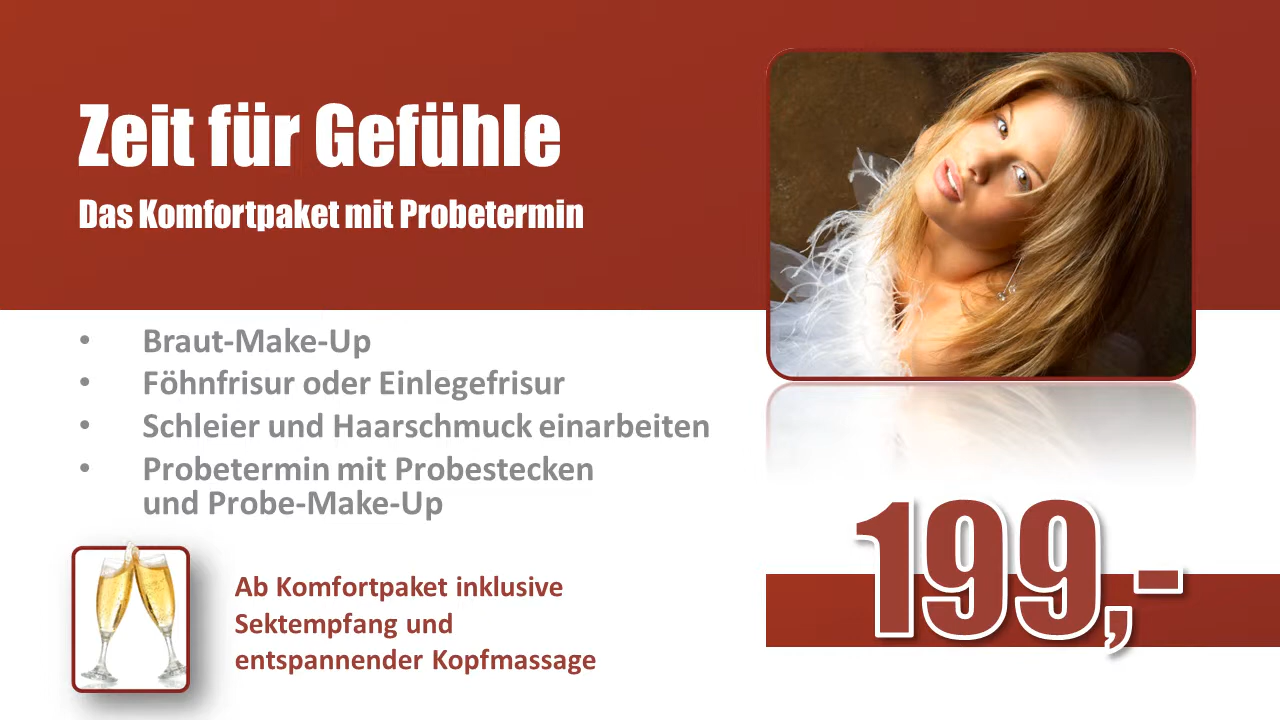 Zeit für Gefühle
Das Komfortpaket mit Probetermin
• Braut-Make-Up
• Föhnfrisur oder Einlegefrisur
• Schleier und Haarschmuck einarbeiten
• Probetermin mit Probestecken
und Probe-Make-Up
Ab Komfortpaket inklusive
Sektempfang und
entspannender Kopfmassage
199,-